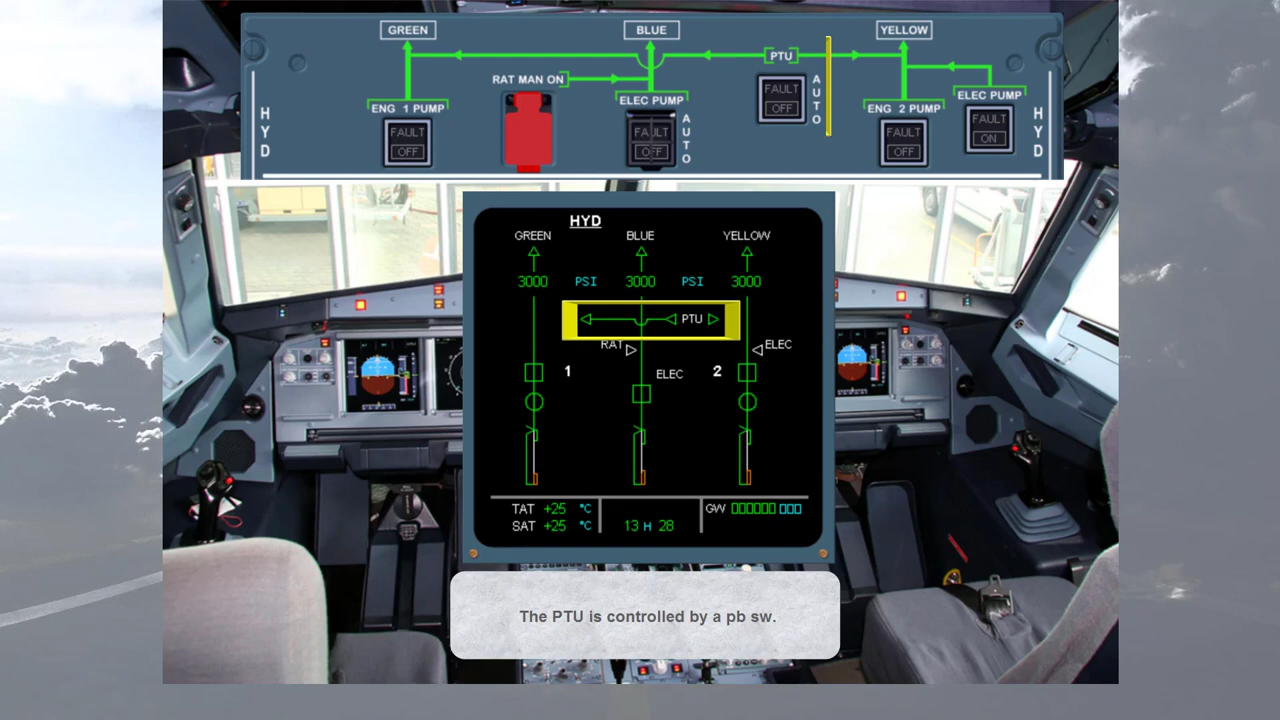 GREEN BLUE YELLOW
PTU
RAT MAN ON
ELEC PUMP
ELEC PUMP
ENG 1 PUMP
ENG 2 PUMP
FAULT
OFF
FAULT
OFF
AUTO
FAULT
OFF
AUTO
FAULT
OFF
FAULT
ON
HYD
HYD
HYD
GREEN BLUE YELLOW
3000 PSI 3000 PSI 3000
PTU
RAT ELEC
1 ELEC 2
TAT +25 °C GW
SAT +25 °C 13 H 28
The PTU is controlled by a pb sw.